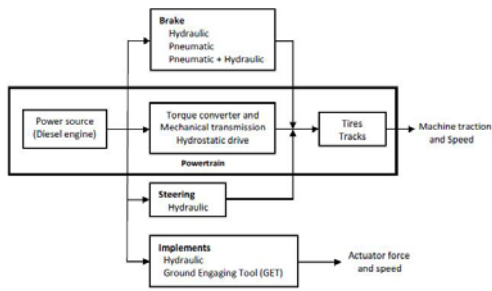 Brake
Hydraulic
Pneumatic
Pneumatic + Hydraulic
Power source
(Diesel engine)
Torque converter and
Mechanical transmission
Hydrostatic drive
Tires
Tracks
Machine traction
and Speed
Powertrain
Steering
Hydraulic
Implements
Hydraulic
Ground Engaging Tool (GET)
Actuator force
and speed